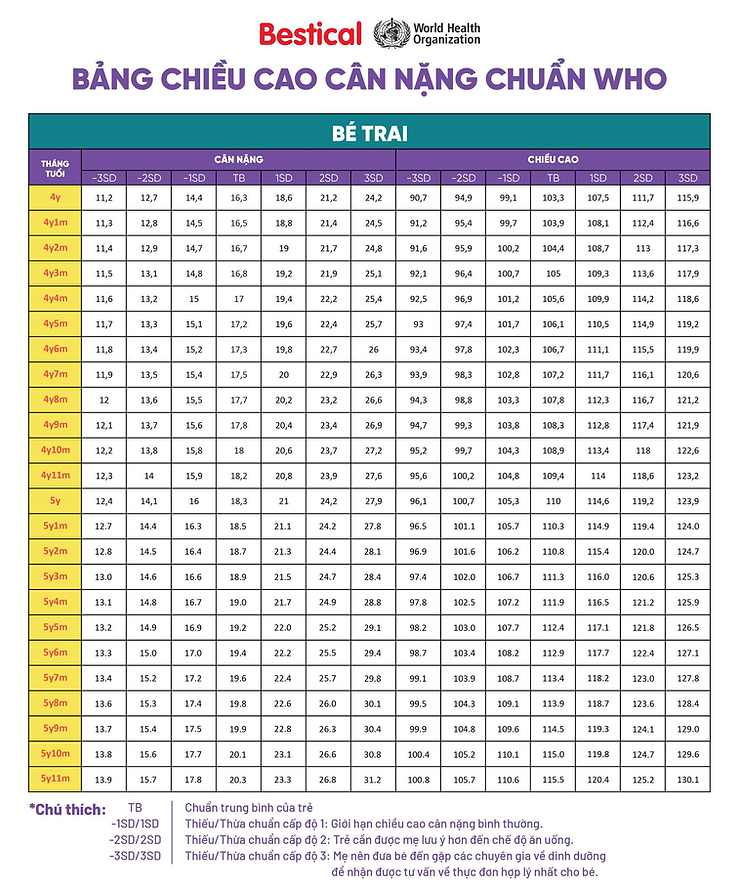 Bestical World Health Organization
BẢNG CHIỀU CAO CÂN NẶNG CHUẨN WHO
BÉ TRAI
THÁNG TUỔI CÂN NẶNG CHIỀU CAO
-3SD -2SD -1SD TB 1SD 2SD 3SD -3SD -2SD -1SD TB 1SD 2SD 3SD
4y 11,2 12,7 14,4 16,3 18,6 21,2 24,2 90,7 94,9 99,1 103,3 107,5 111,7 115,9
4y1m 11,3 12,8 14,5 16,5 18,8 21,4 24,5 91,2 95,4 99,7 103,9 108,1 112,4 116,6
4y2m 11,4 12,9 14,7 16,7 19 21,7 24,8 91,6 95,9 100,2 104,4 108,7 113 117,3
4y3m 11,5 13,1 14,8 16,8 19,2 21,9 25,1 92,1 96,4 100,7 105 109,3 113,6 117,9
4y4m 11,6 13,2 15 17 19,4 22,2 25,4 92,5 96,9 101,2 105,6 109,9 114,2 118,6
4y5m 11,7 13,3 15,1 17,2 19,6 22,4 25,7 93 97,4 101,7 106,1 110,5 114,9 119,2
4y6m 11,8 13,4 15,2 17,3 19,8 22,7 26 93,4 97,8 102,3 106,7 111,1 115,5 119,9
4y7m 11,9 13,5 15,4 17,5 20 22,9 26,3 93,9 98,3 102,8 107,2 111,7 116,1 120,6
4y8m 12 13,6 15,5 17,7 20,2 23,2 26,6 94,3 98,8 103,3 107,8 112,3 116,7 121,2
4y9m 12,1 13,7 15,6 17,8 20,4 23,4 26,9 94,7 99,3 103,8 108,3 112,8 117,4 121,9
4y10m 12,2 13,8 15,8 18 20,6 23,7 27,2 95,2 99,7 104,3 108,9 113,4 118 122,6
4y11m 12,3 14 15,9 18,2 20,8 23,9 27,6 95,6 100,2 104,8 109,4 114 118,6 123,2
5y 12,4 14,1 16 18,3 21 24,2 27,9 96,1 100,7 105,3 110 114,6 119,2 123,9
5y1m 12.7 14.4 16.3 18.5 21.1 24.2 27.8 96.5 101.1 105.7 110.3 114.9 119.4 124.0
5y2m 12.8 14.5 16.4 18.7 21.3 24.4 28.1 96.9 101.6 106.2 110.8 115.4 120.0 124.7
5y3m 13.0 14.6 16.6 18.9 21.5 24.7 28.4 97.4 102.0 106.7 111.3 116.0 120.6 125.3
5y4m 13.1 14.8 16.7 19.0 21.7 24.9 28.8 97.8 102.5 107.2 111.9 116.5 121.2 125.9
5y5m 13.2 14.9 16.9 19.2 22.0 25.2 29.1 98.2 103.0 107.7 112.4 117.1 121.8 126.5
5y6m 13.3 15.0 17.0 19.4 22.2 25.5 29.4 98.7 103.4 108.2 112.9 117.7 122.4 127.1
5y7m 13.4 15.2 17.2 19.6 22.4 25.7 29.8 99.1 103.9 108.7 113.4 118.2 123.0 127.8
5y8m 13.6 15.3 17.4 19.8 22.6 26.0 30.1 99.5 104.3 109.1 113.9 118.7 123.6 128.4
5y9m 13.7 15.4 17.5 19.9 22.8 26.3 30.4 99.9 104.8 109.6 114.5 119.3 124.1 129.0
5y10m 13.8 15.6 17.7 20.1 23.1 26.6 30.8 100.4 105.2 110.1 115.0 119.8 124.7 129.6
5y11m 13.9 15.7 17.8 20.3 23.3 26.8 31.2 100.8 105.7 110.6 115.5 120.4 125.2 130.1
*Chú thích: TB Chuẩn trung bình của trẻ
-1SD/1SD Thiếu/Thừa chuẩn cấp độ 1: Giới hạn chiều cao cân nặng bình thường.
-2SD/2SD Thiếu/Thừa chuẩn cấp độ 2: Trẻ cần được mẹ lưu ý hơn đến chế độ ăn uống.
-3SD/3SD Thiếu/Thừa chuẩn cấp độ 3: Mẹ nên đưa bé đến gặp các chuyên gia về dinh dưỡng
để nhận được tư vấn về thực đơn hợp lý nhất cho bé.